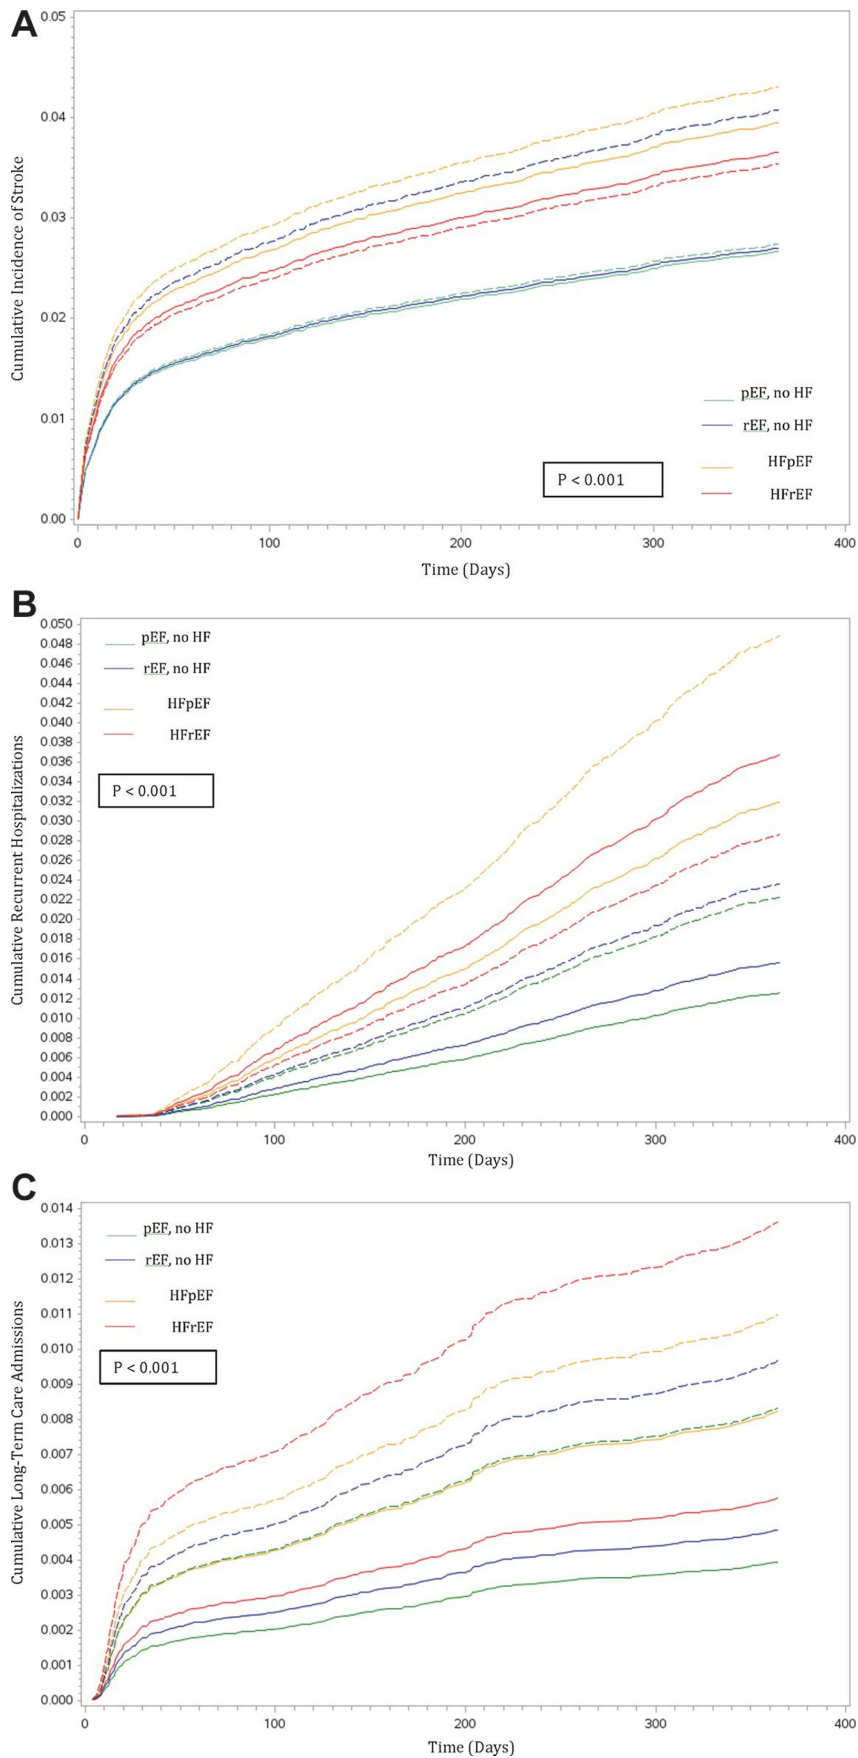 A
0.05
0.04
0.03
0.02
0.01
0.00
Cumulative Incidence of Stroke
pEF, no HF
rEF, no HF
HFpEF
HFrEF
P < 0.001
0 100 200 300 400
Time (Days)
B
0.050
0.048
0.046
0.044
0.042
0.040
0.038
0.036
0.034
0.032
0.030
0.028
0.026
0.024
0.022
0.020
0.018
0.016
0.014
0.012
0.010
0.008
0.006
0.004
0.002
0.000
Cumulative Recurrent Hospitalizations
pEF, no HF
rEF, no HF
HFpEF
HFrEF
P < 0.001
0 100 200 300 400
Time (Days)
C
0.014
0.013
0.012
0.011
0.010
0.009
0.008
0.007
0.006
0.005
0.004
0.003
0.002
0.001
0.000
Cumulative Long-Term Care Admissions
pEF, no HF
rEF, no HF
HFpEF
HFrEF
P < 0.001
0 100 200 300 400
Time (Days)